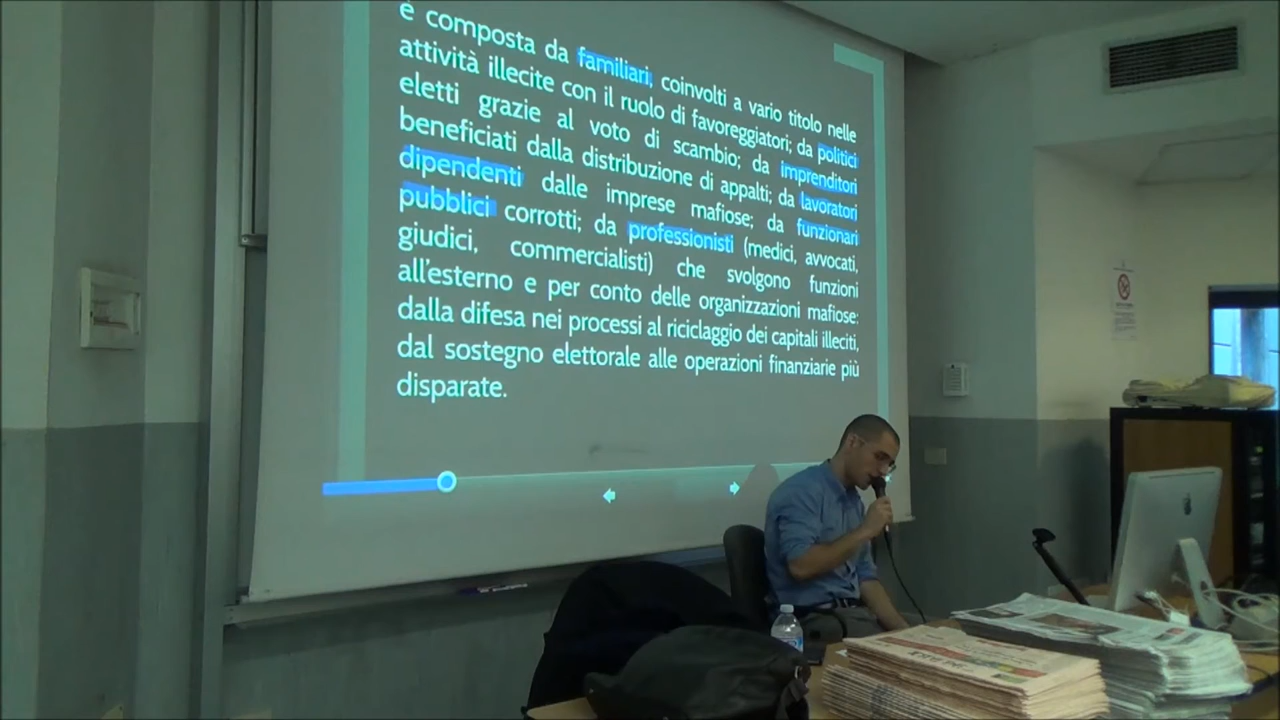 è composta da familiari, coinvolti a vario titolo nelle
attività illecite con il ruolo di favoreggiatori; da politici
eletti grazie al voto di scambio; da imprenditori
beneficiati dalla distribuzione di appalti; da lavoratori
dipendenti dalle imprese mafiose; da funzionari
pubblici corrotti; da professionisti (medici, avvocati,
giudici, commercialisti) che svolgono funzioni
all'esterno e per conto delle organizzazioni mafiose:
dalla difesa nei processi al riciclaggio dei capitali illeciti,
dal sostegno elettorale alle operazioni finanziarie più
disparate.